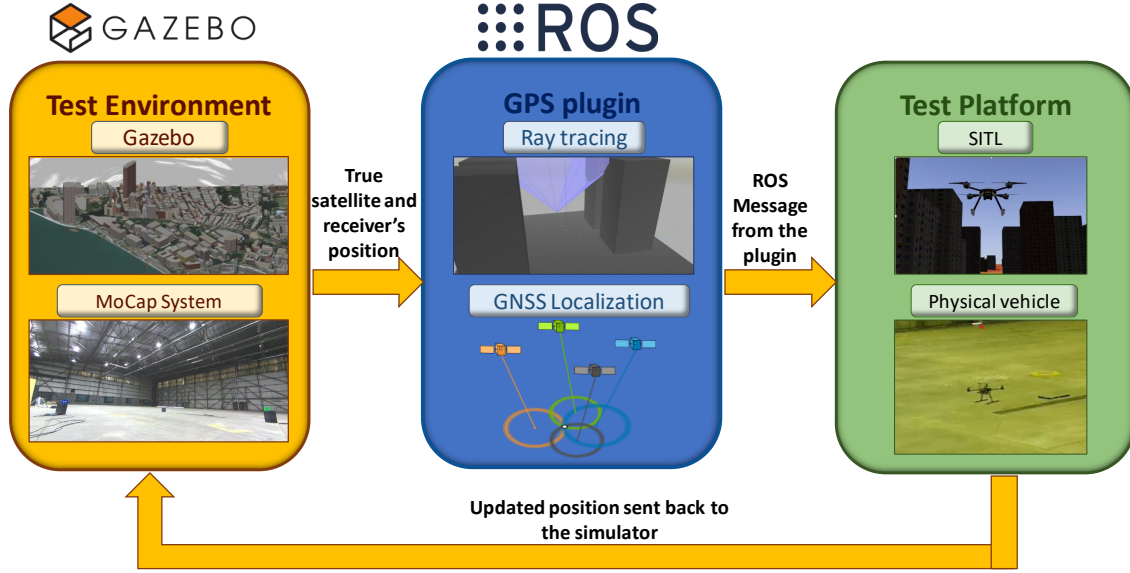 GAZEBO
ROS
Test Environment
Gazebo
MoCap System
True
satellite and
receiver's
position
GPS plugin
Ray tracing
GNSS Localization
ROS
Message
from the
plugin
Test Platform
SITL
Physical vehicle
Updated position sent back to
the simulator